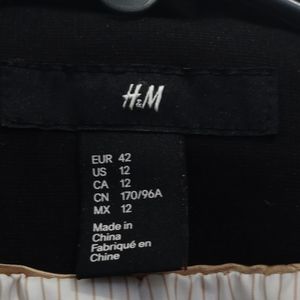 H&M
EUR 42
US 12
CA 12
CN 170/96A
MX 12
Made in
China
Fabriqué en
Chine